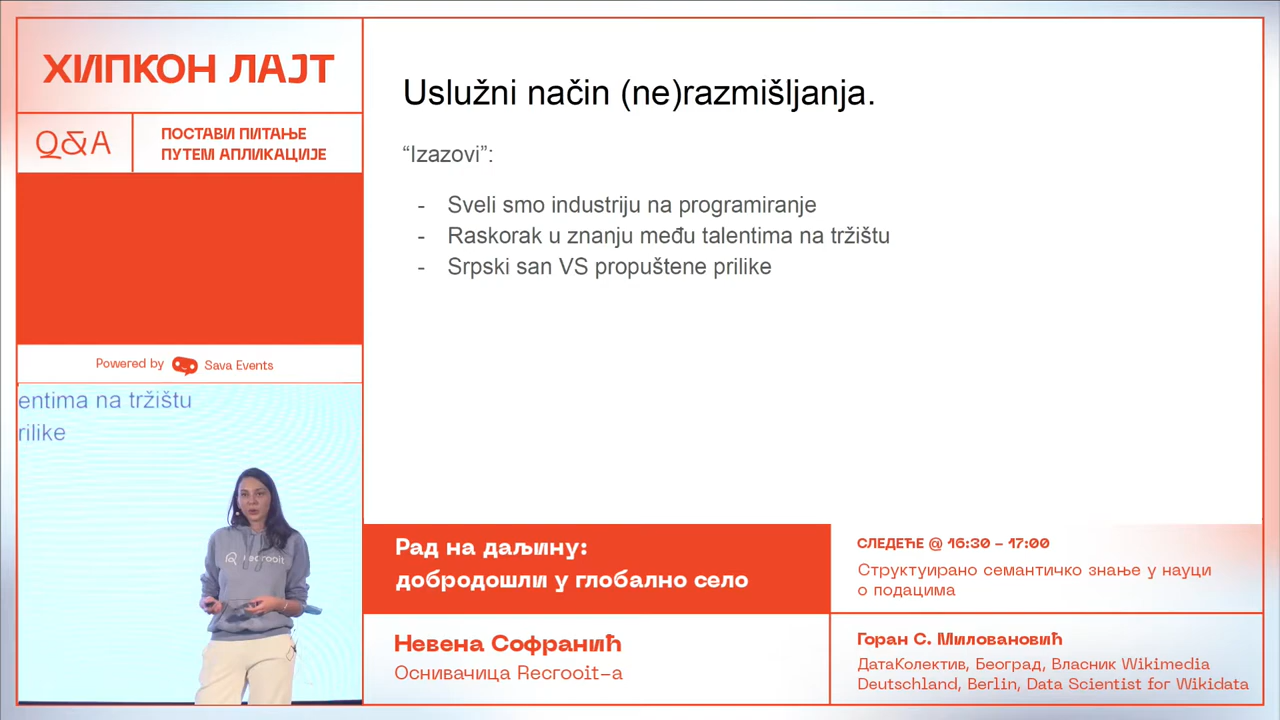 ХИПКОН ЛАЈТ
Q&A
ПОСТАВИ ПИТАЊЕ
ПУТЕМ АПЛИКАЦИЈЕ
Powered by Sava Events
entima na tržištu
rilike
recrooit
Uslužni način (ne)razmišljanja.
“Izazovi”:
- Sveli smo industriju na programiranje
- Raskorak u znanju među talentima na tržištu
- Srpski san VS propuštene prilike
Рад на даљину:
добродошли у глобално село
Невена Софранић
Оснивачица Recrooit-a
СЛЕДЕЋЕ @ 16:30 – 17:00
Структуирано семантичко знање у науци
о подацима
Горан С. Миловановић
ДатаКолектив, Београд, Власник Wikimedia
Deutschland, Berlin, Data Scientist for Wikidata